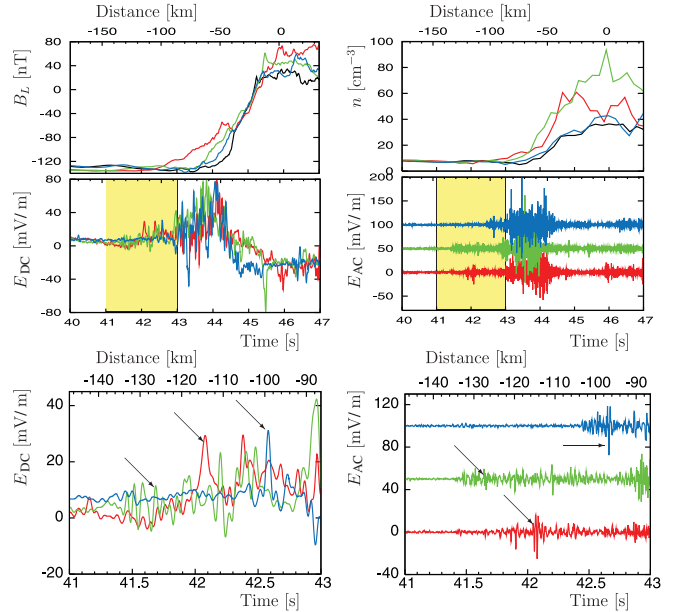 Distance [km]
-150 -100 -50 0
B_L [nT]
80
40
0
-40
-80
-120
E_DC [mV/m]
80
40
0
-40
-80
40 41 42 43 44 45 46 47
Time [s]
Distance [km]
-150 -100 -50 0
n [cm⁻³]
100
80
60
40
20
0
E_AC [mV/m]
200
150
100
50
0
-50
40 41 42 43 44 45 46 47
Time [s]
Distance [km]
-140 -130 -120 -110 -100 -90
E_DC [mV/m]
40
20
0
-20
41 41.5 42 42.5 43
Time [s]
Distance [km]
-140 -130 -120 -110 -100 -90
E_AC [mV/m]
120
80
40
0
-40
41 41.5 42 42.5 43
Time [s]